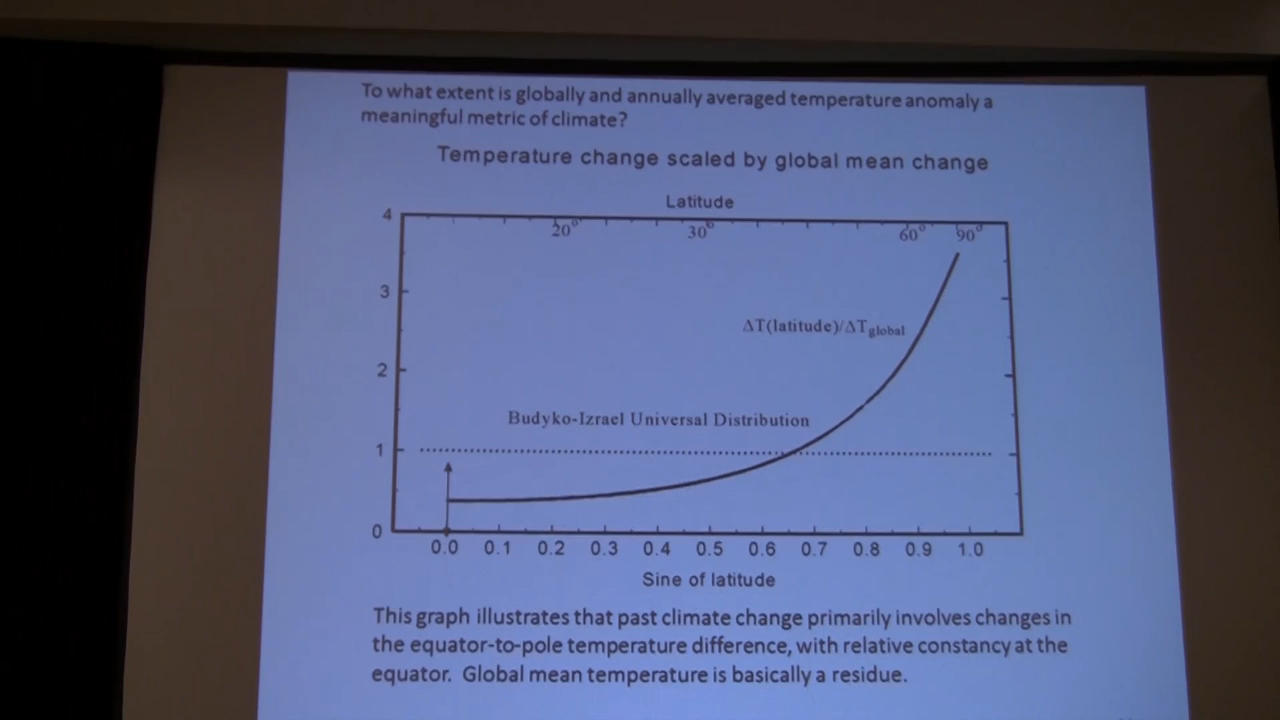 To what extent is globally and annually averaged temperature anomaly a
meaningful metric of climate?
Temperature change scaled by global mean change
Latitude
4
20° 30° 60° 90°
3
ΔT(latitude)/ΔT_global
2
Budyko-Izrael Universal Distribution
1
0
0.0 0.1 0.2 0.3 0.4 0.5 0.6 0.7 0.8 0.9 1.0
Sine of latitude
This graph illustrates that past climate change primarily involves changes in
the equator-to-pole temperature difference, with relative constancy at the
equator. Global mean temperature is basically a residue.